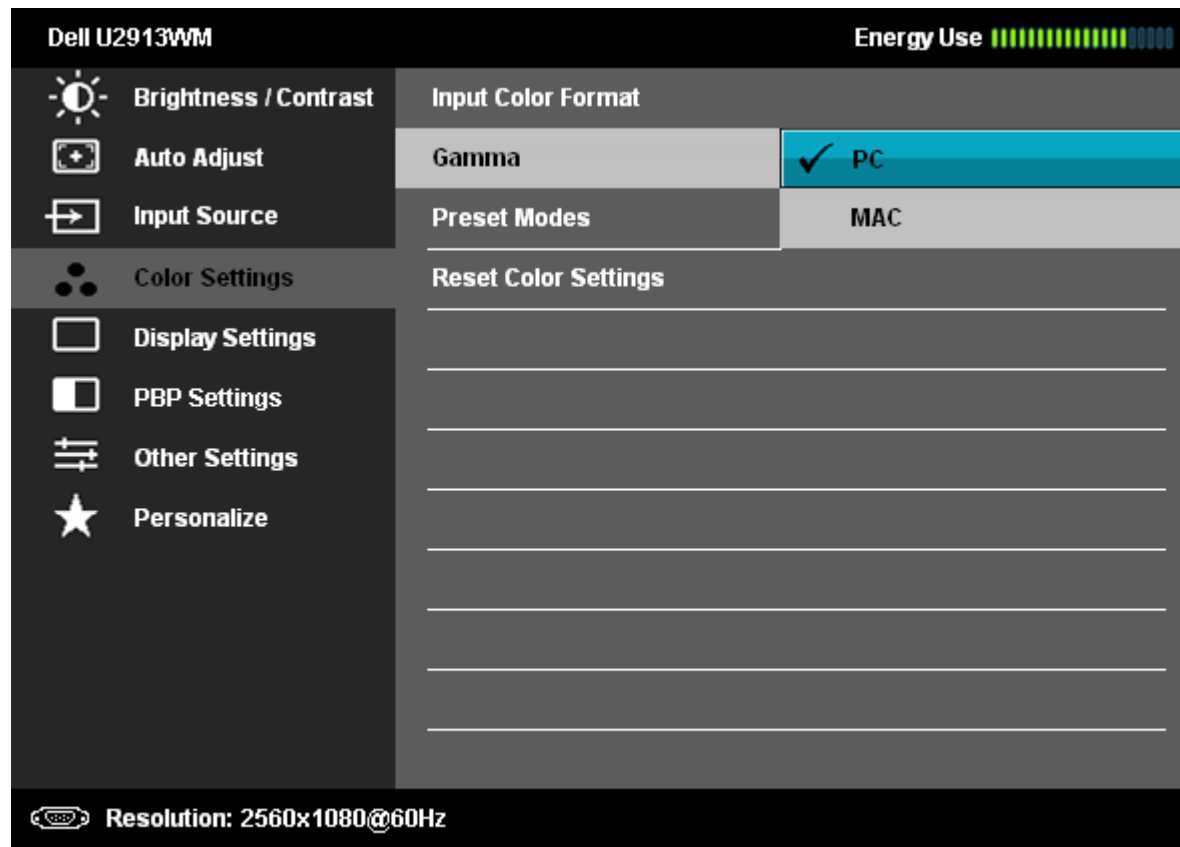 Dell U2913WM Energy Use
Brightness / Contrast Input Color Format
Auto Adjust Gamma PC
Input Source Preset Modes MAC
Color Settings Reset Color Settings
Display Settings
PBP Settings
Other Settings
Personalize
Resolution: 2560x1080@60Hz